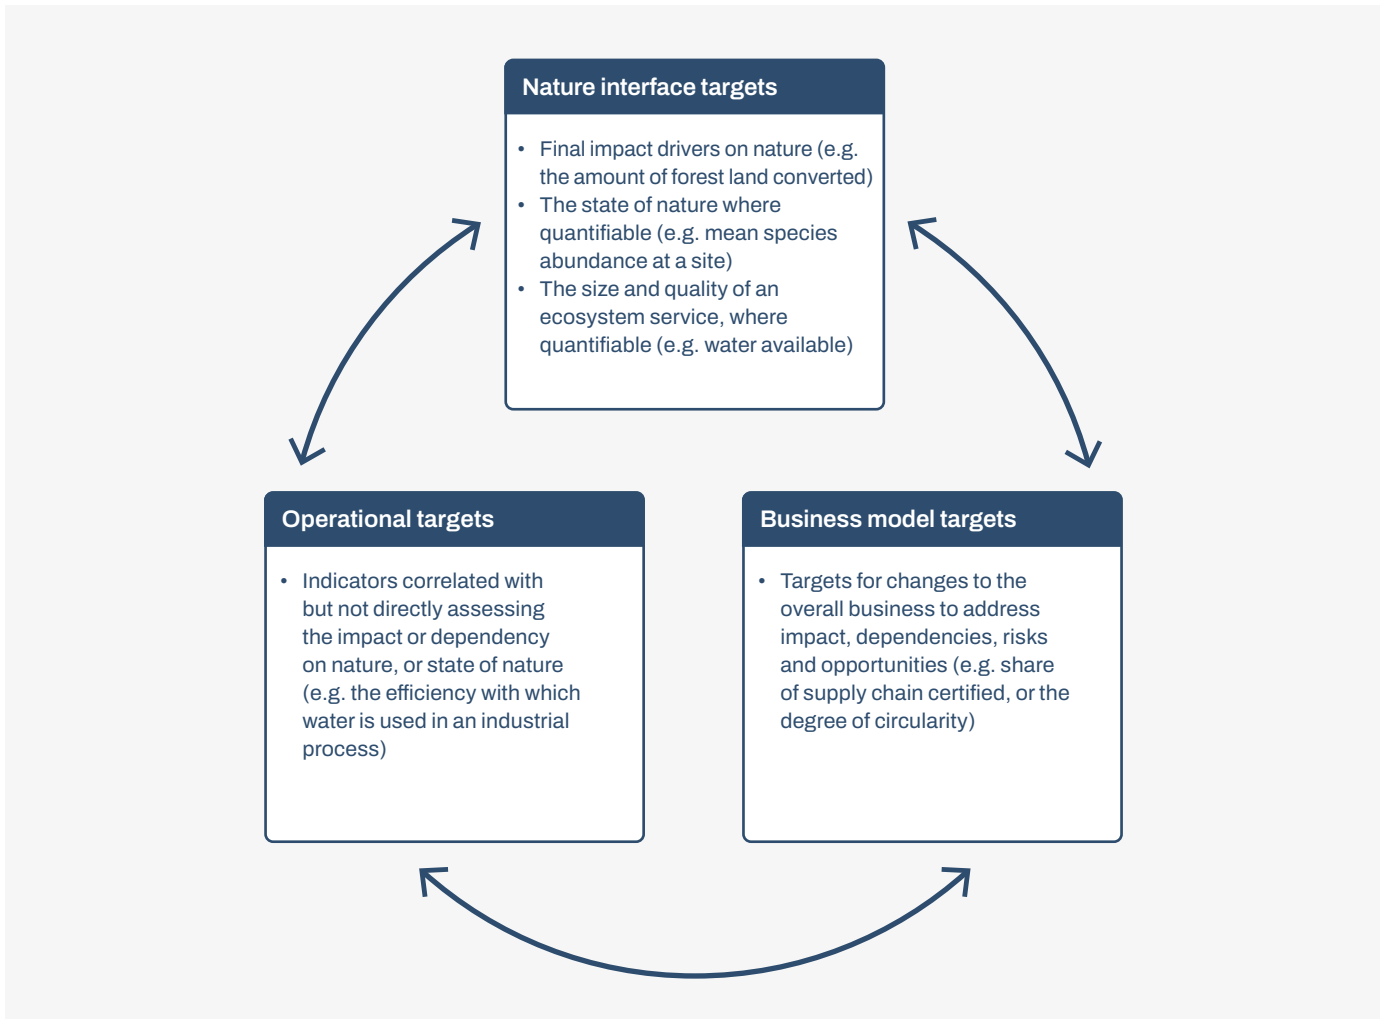 Nature interface targets
• Final impact drivers on nature (e.g.
the amount of forest land converted)
• The state of nature where
quantifiable (e.g. mean species
abundance at a site)
• The size and quality of an
ecosystem service, where
quantifiable (e.g. water available)
Operational targets
• Indicators correlated with
but not directly assessing
the impact or dependency
on nature, or state of nature
(e.g. the efficiency with which
water is used in an industrial
process)
Business model targets
• Targets for changes to the
overall business to address
impact, dependencies, risks
and opportunities (e.g. share
of supply chain certified, or the
degree of circularity)